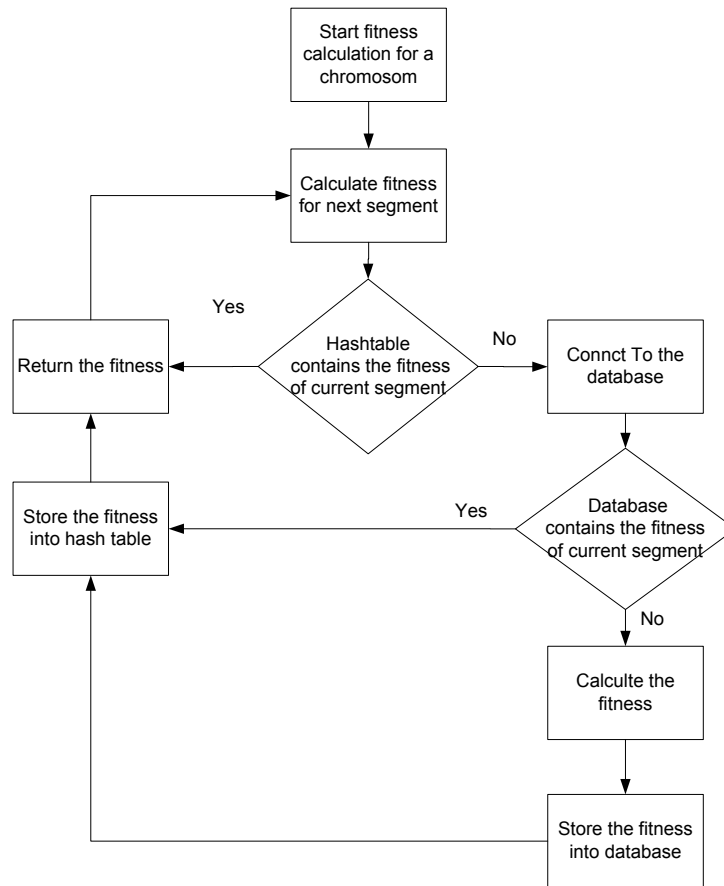 Start fitness
calculation for a
chromosom
Calculate fitness
for next segment
Yes
Hashtable
contains the fitness
of current segment
No
Return the fitness
Connct To the
database
Store the fitness
into hash table
Yes
Database
contains the fitness
of current segment
No
Calculte the
fitness
Store the fitness
into database